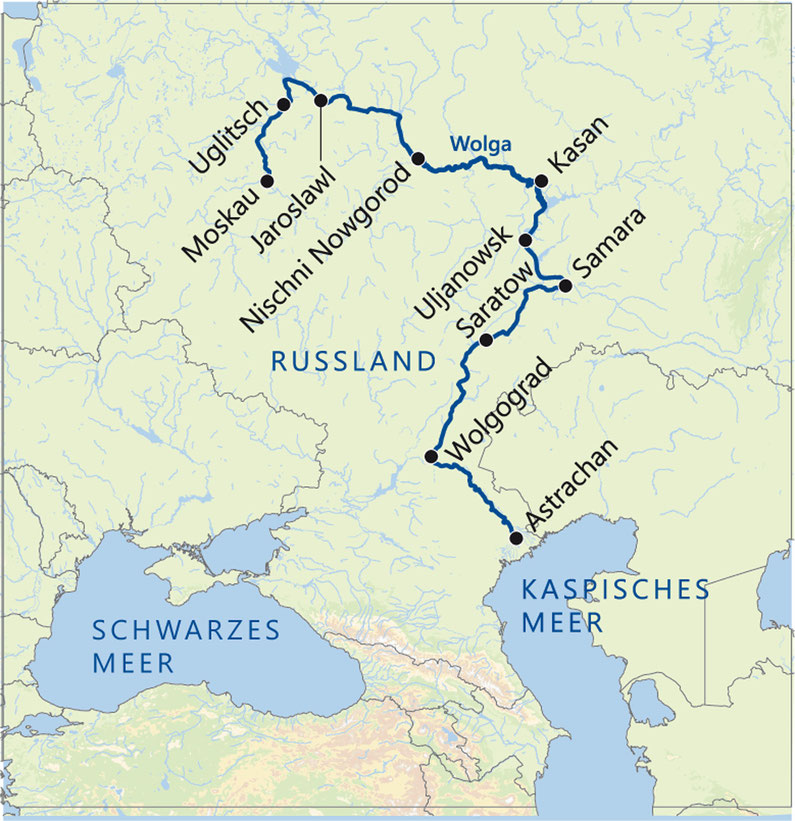 Uglitsch
Moskau
Jaroslawl
Nischni Nowgorod
Wolga
Kasan
Uljanowsk
Samara
Saratow
RUSSLAND
Wolgograd
Astrachan
KASPISCHES
MEER
SCHWARZES
MEER